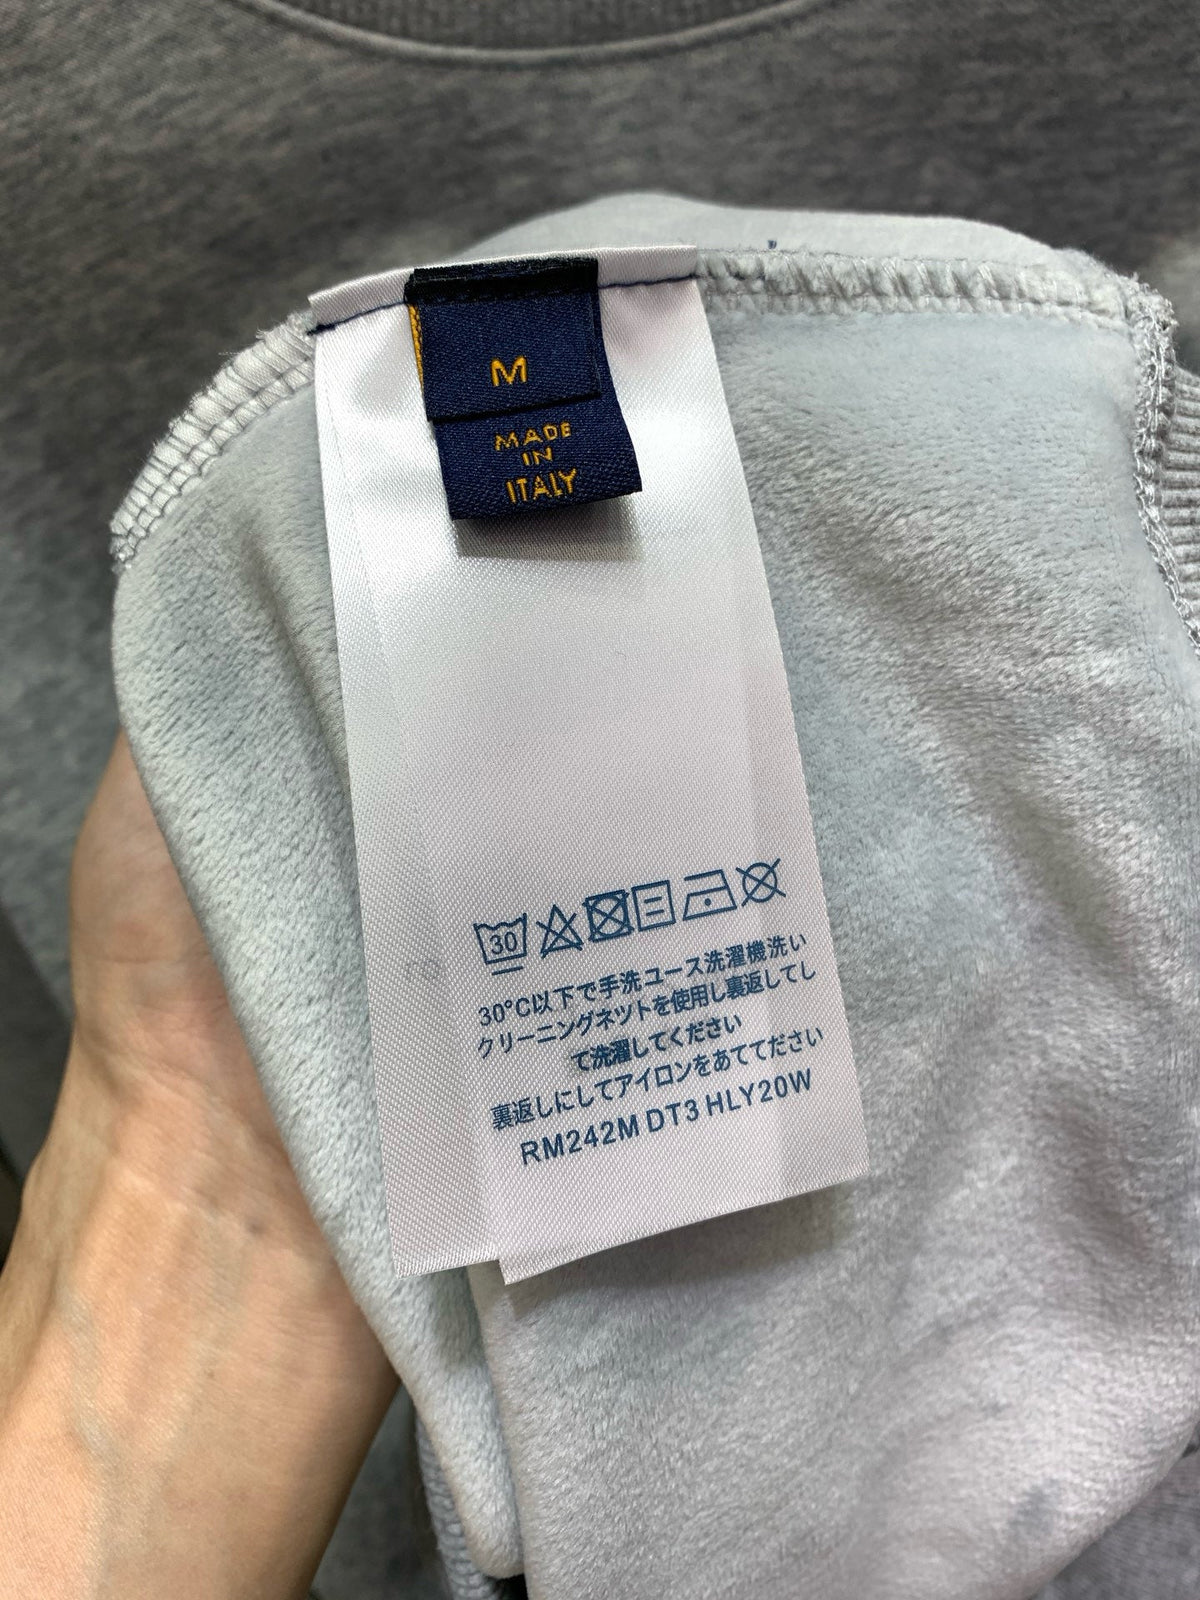 M
MADE
IN
ITALY
30
30°C以下で手洗ユース洗濯機洗い
クリーニングネットを使用し裏返してし
て洗濯してください
裏返しにしてアイロンをあててださい
RM242M DT3 HLY20W